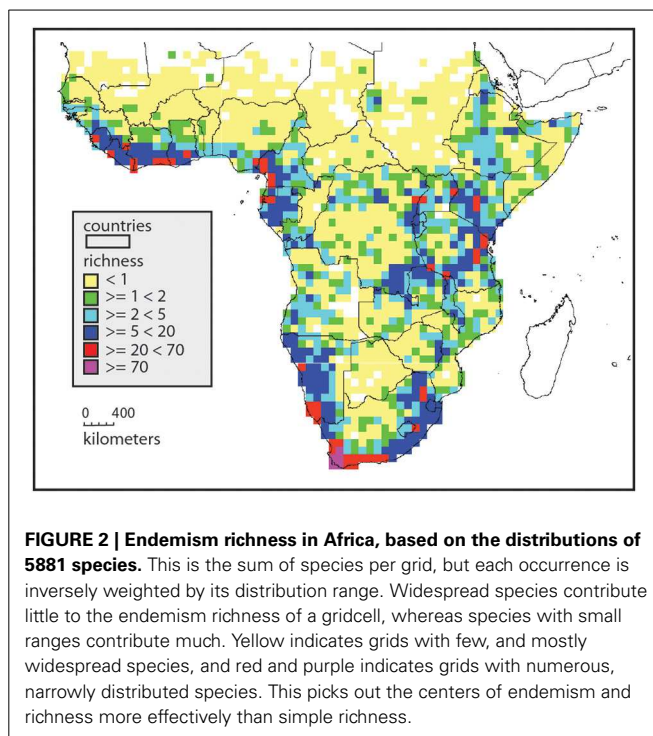 countries
richness
< 1
>= 1 < 2
>= 2 < 5
>= 5 < 20
>= 20 < 70
>= 70
0 400
kilometers
FIGURE 2 | Endemism richness in Africa, based on the distributions of
5881 species. This is the sum of species per grid, but each occurrence is
inversely weighted by its distribution range. Widespread species contribute
little to the endemism richness of a gridcell, whereas species with small
ranges contribute much. Yellow indicates grids with few, and mostly
widespread species, and red and purple indicates grids with numerous,
narrowly distributed species. This picks out the centers of endemism and
richness more effectively than simple richness.